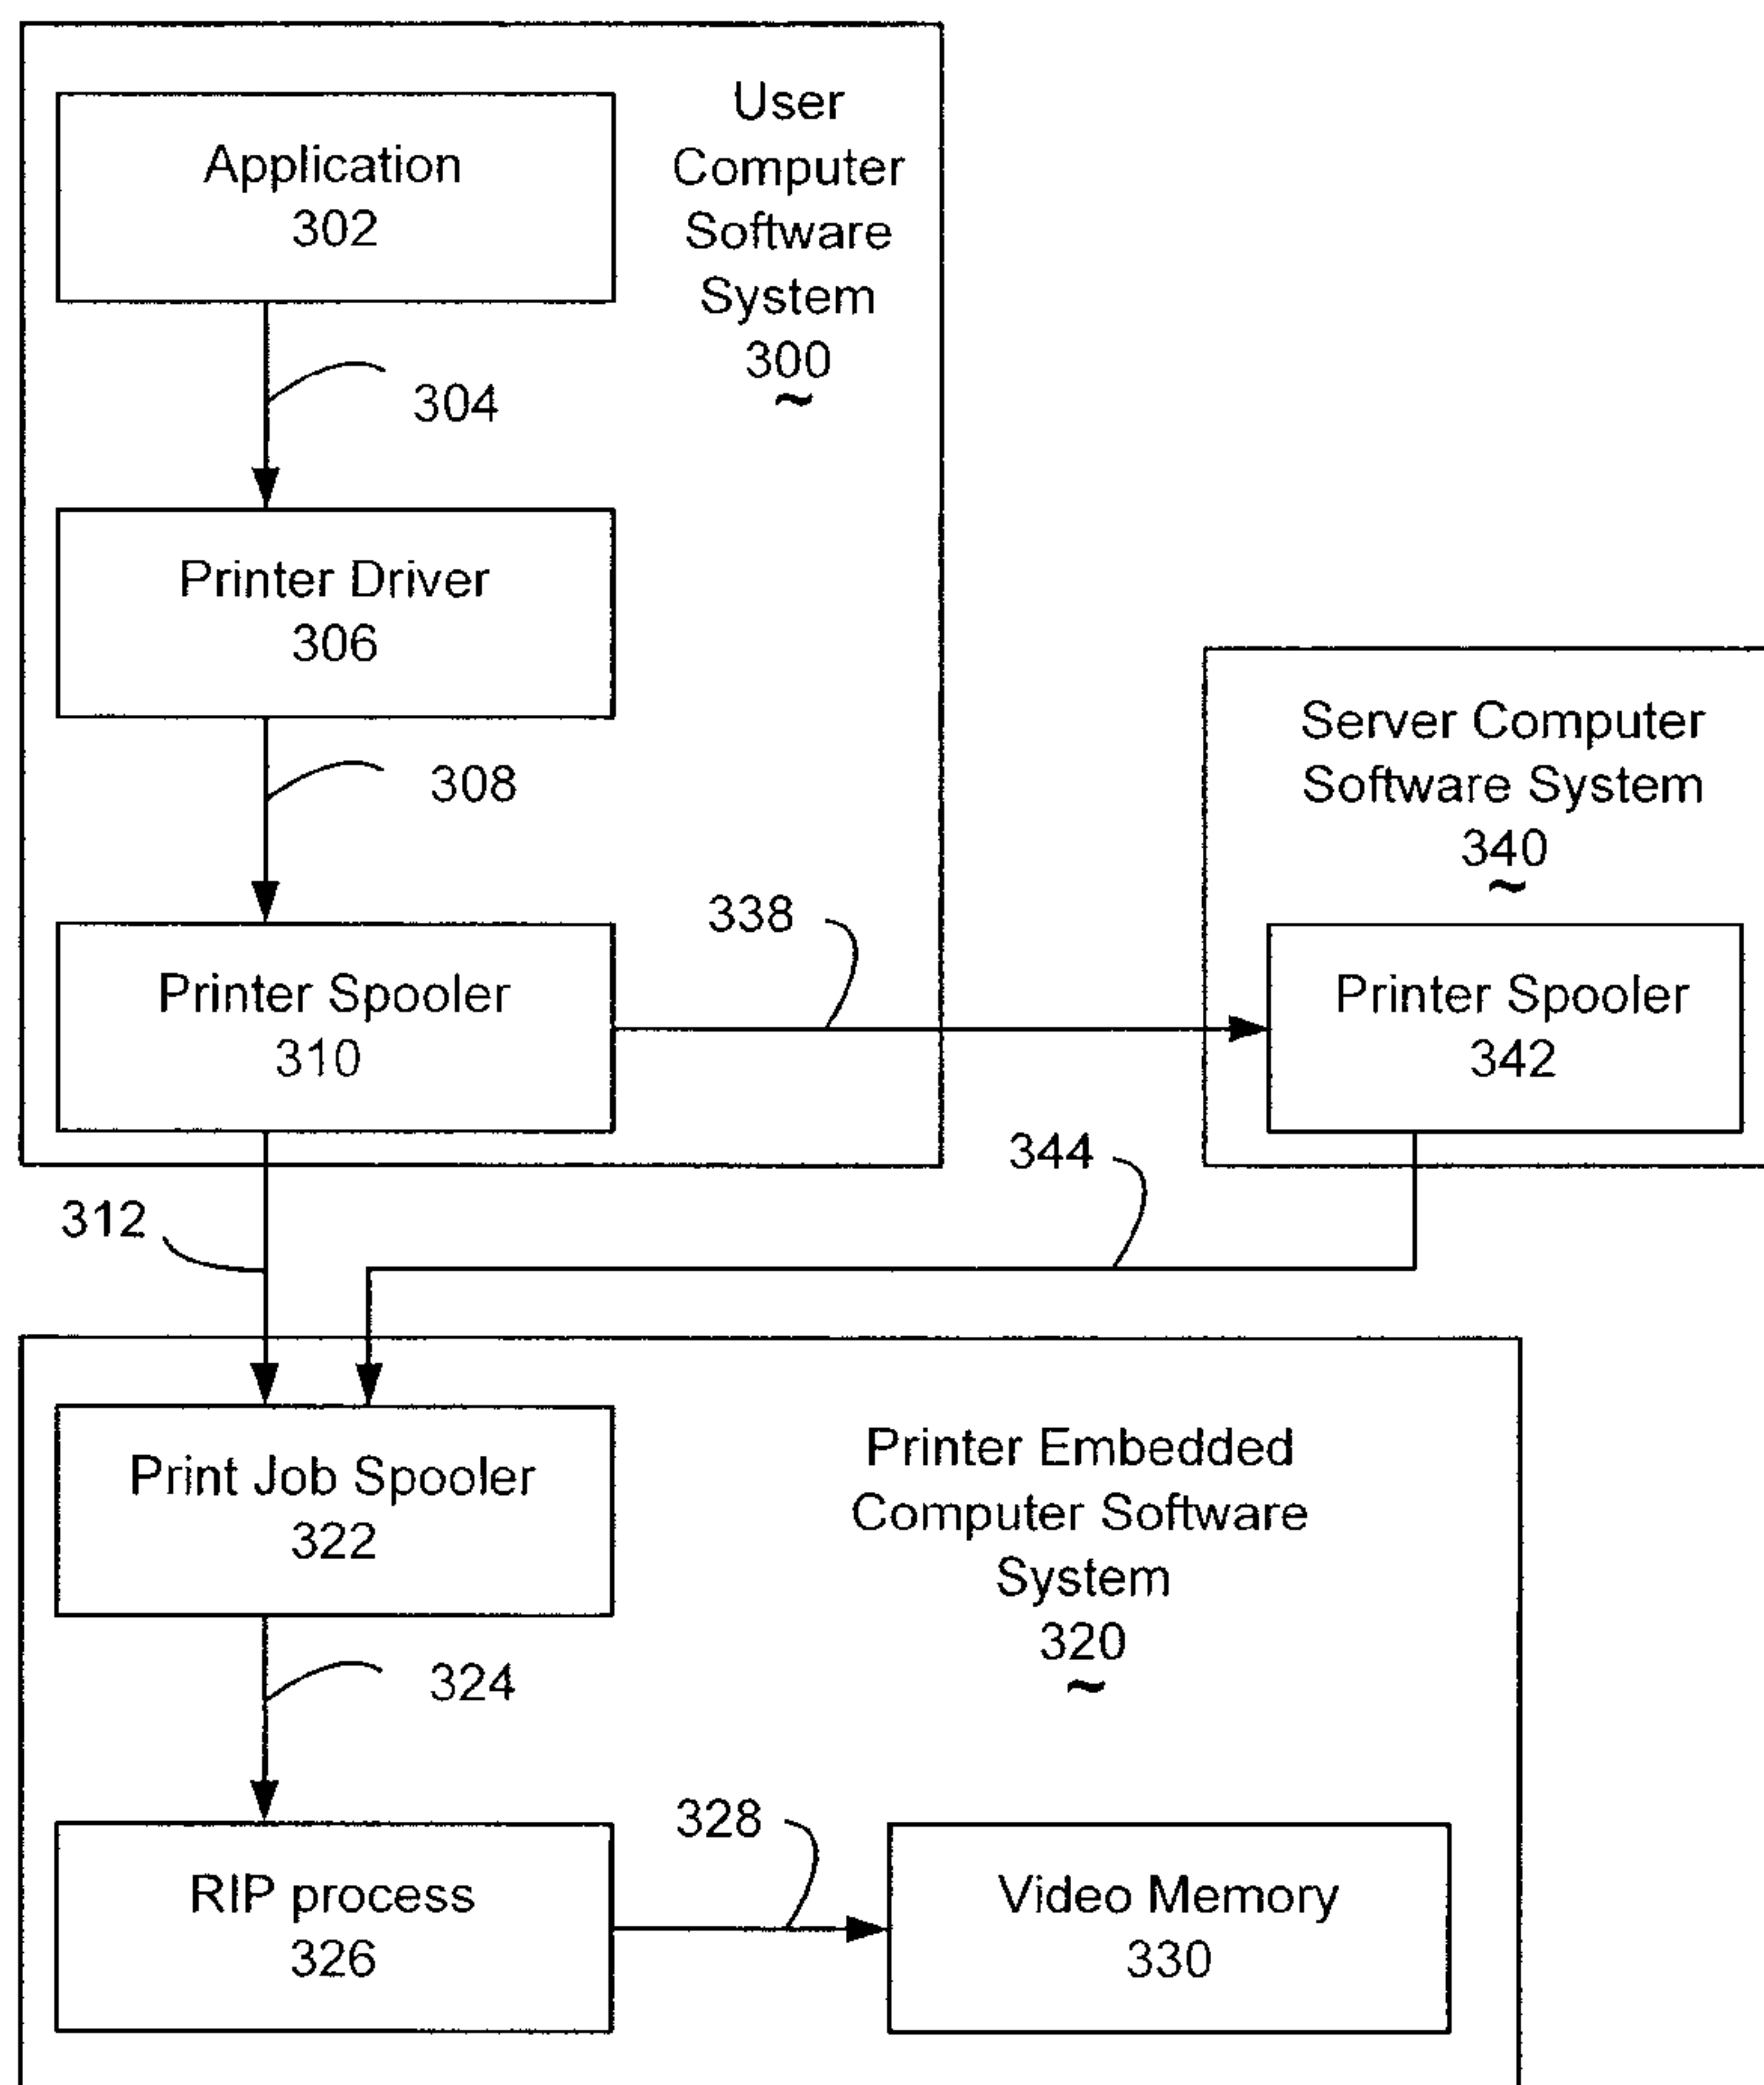 Application
302
User
Computer
Software
System
300
~
304
Printer Driver
306
308
Server Computer
Software System
340
~
338
Printer Spooler
310
Printer Spooler
342
344
312
Print Job Spooler
322
Printer Embedded
Computer Software
System
320
~
324
328
RIP process
326
Video Memory
330